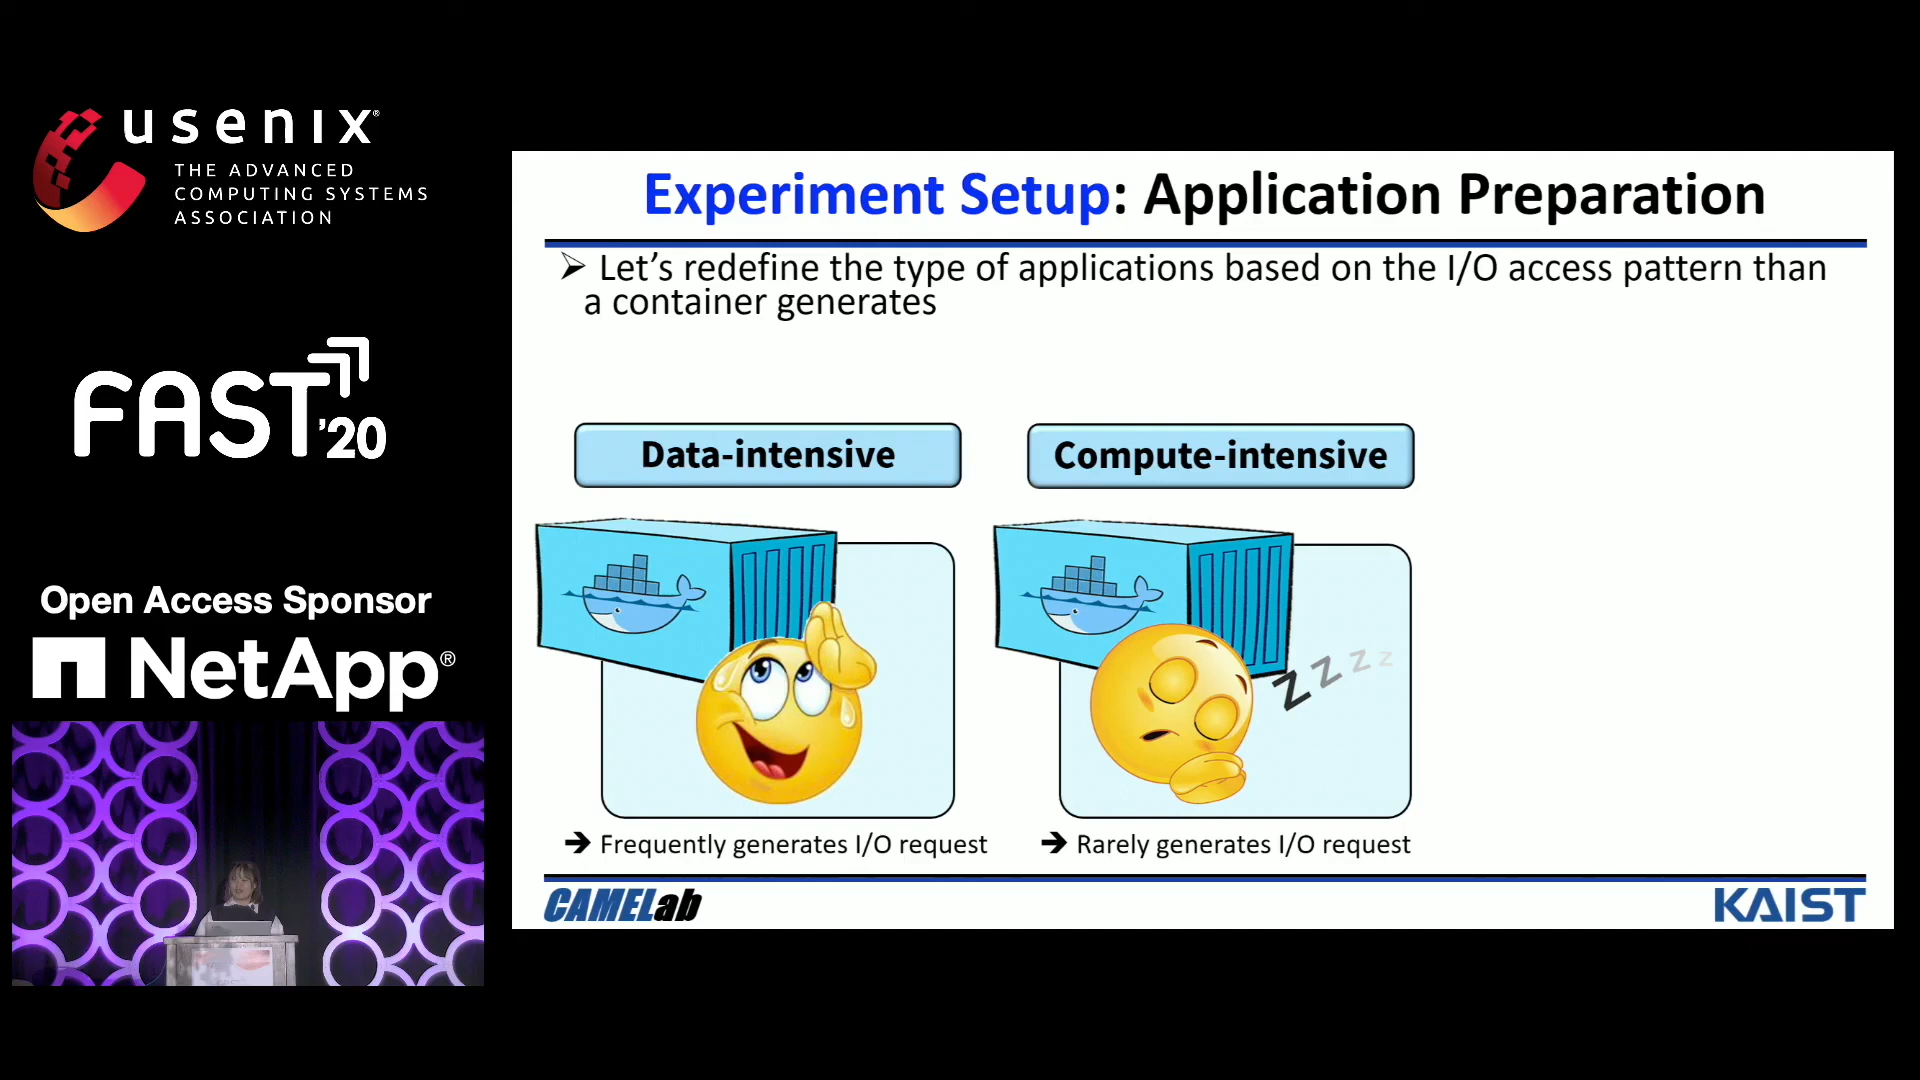 usenix®
THE ADVANCED
COMPUTING SYSTEMS
ASSOCIATION
FAST '20
Open Access Sponsor
NetApp®
Experiment Setup: Application Preparation
➢ Let's redefine the type of applications based on the I/O access pattern than
a container generates
Data-intensive
Compute-intensive
z z z z
➔ Frequently generates I/O request
➔ Rarely generates I/O request
CAMELab
KAIST